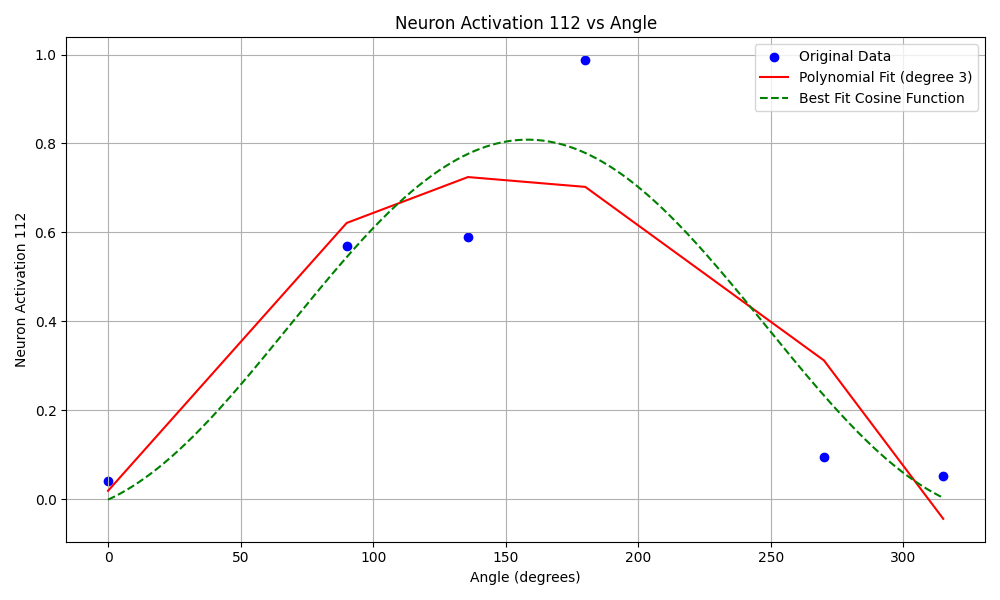 Neuron Activation 112 vs Angle
Original Data
Polynomial Fit (degree 3)
Best Fit Cosine Function
1.0
0.8
0.6
0.4
0.2
0.0
Neuron Activation 112
0 50 100 150 200 250 300
Angle (degrees)